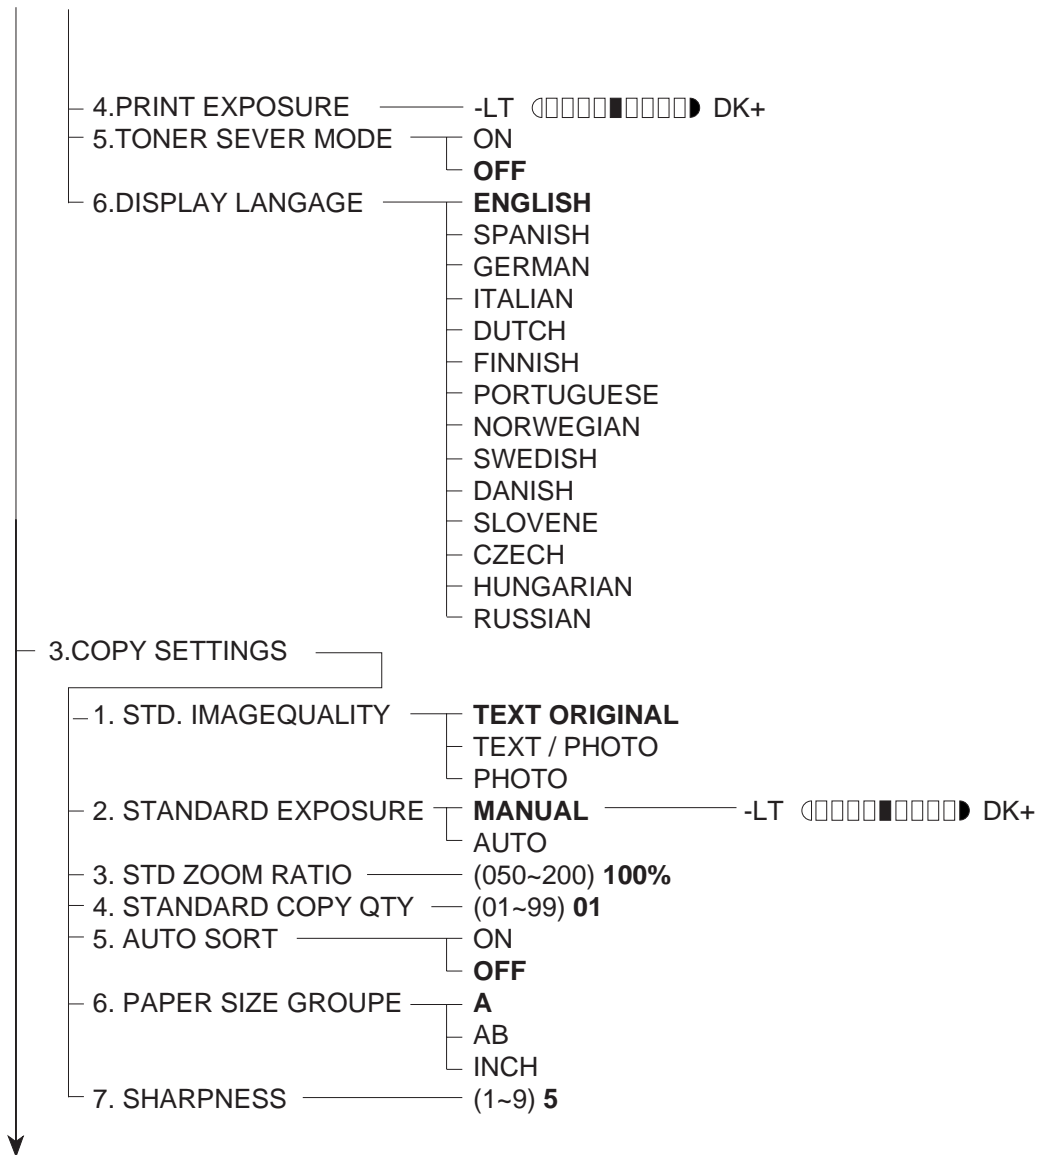 4.PRINT EXPOSURE -LT DK+
5.TONER SEVER MODE ON
OFF
6.DISPLAY LANGAGE ENGLISH
SPANISH
GERMAN
ITALIAN
DUTCH
FINNISH
PORTUGUESE
NORWEGIAN
SWEDISH
DANISH
SLOVENE
CZECH
HUNGARIAN
RUSSIAN
3.COPY SETTINGS
1. STD. IMAGEQUALITY TEXT ORIGINAL
TEXT / PHOTO
PHOTO
2. STANDARD EXPOSURE MANUAL -LT DK+
AUTO
3. STD ZOOM RATIO (050~200) 100%
4. STANDARD COPY QTY (01~99) 01
5. AUTO SORT ON
OFF
6. PAPER SIZE GROUPE A
AB
INCH
7. SHARPNESS (1~9) 5